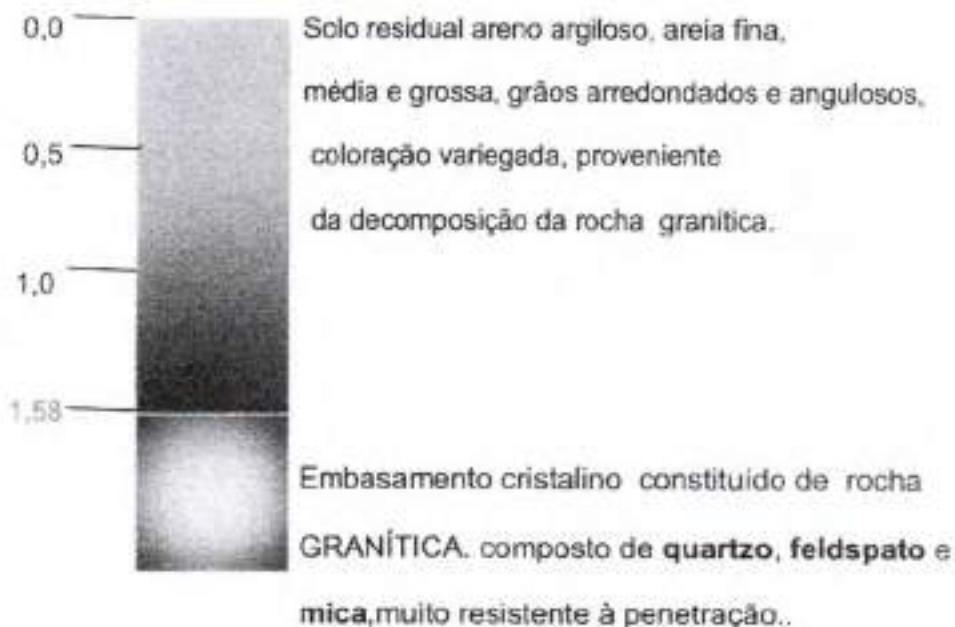 0,0
Solo residual areno argiloso, areia fina,
média e grossa, grãos arredondados e angulosos,
0,5
coloração variegada, proveniente
da decomposição da rocha granítica.
1,0
1,58
Embasamento cristalino constituido de rocha
GRANÍTICA. composto de quartzo, feldspato e
mica,muito resistente à penetração..